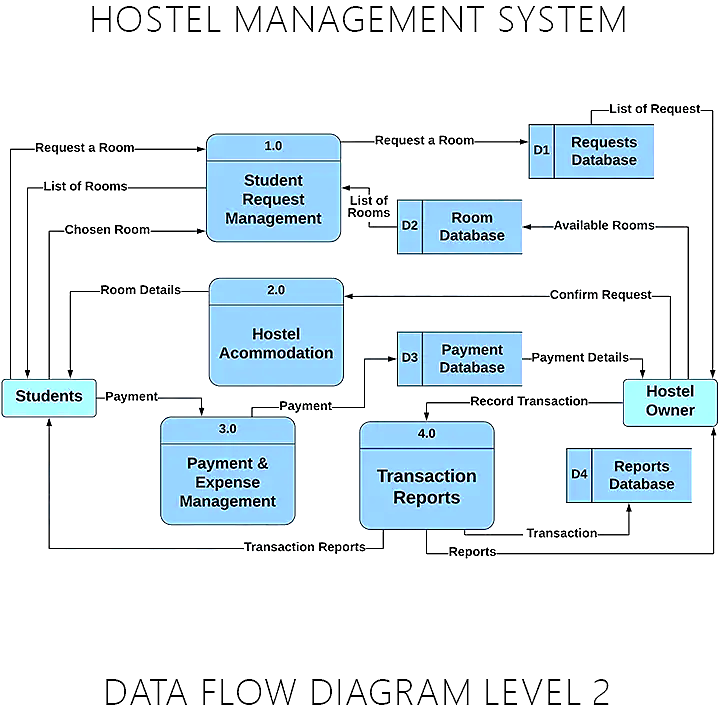 HOSTEL MANAGEMENT SYSTEM
List of Request
Request a Room
1.0
Request a Room
D1
Requests
Database
Student
Request
Management
List of Rooms
List of
Rooms
D2
Room
Database
Available Rooms
Chosen Room
Room Details
2.0
Confirm Request
Hostel
Acommodation
D3
Payment
Database
Payment Details
Students
Payment
Payment
Record Transaction
Hostel
Owner
3.0
4.0
Payment &
Expense
Management
Transaction
Reports
D4
Reports
Database
Transaction
Transaction Reports
Reports
DATA FLOW DIAGRAM LEVEL 2